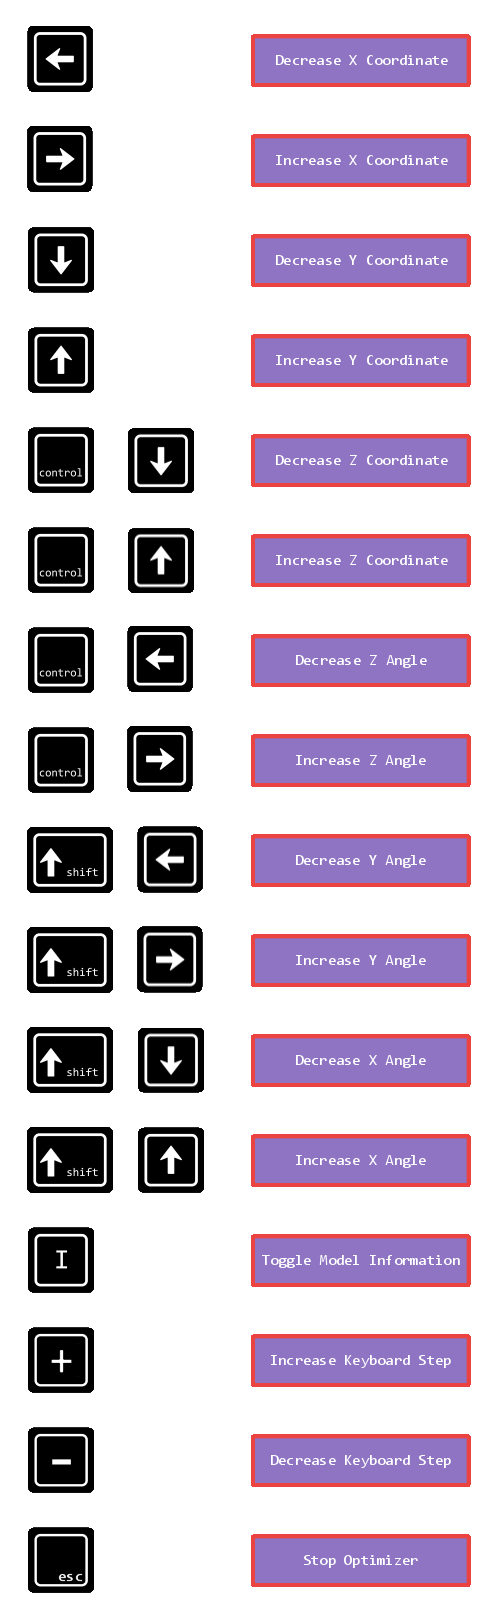 Decrease X Coordinate
Increase X Coordinate
Decrease Y Coordinate
Increase Y Coordinate
control Decrease Z Coordinate
control Increase Z Coordinate
control Decrease Z Angle
control Increase Z Angle
shift Decrease Y Angle
shift Increase Y Angle
shift Decrease X Angle
shift Increase X Angle
I Toggle Model Information
+ Increase Keyboard Step
- Decrease Keyboard Step
esc Stop Optimizer